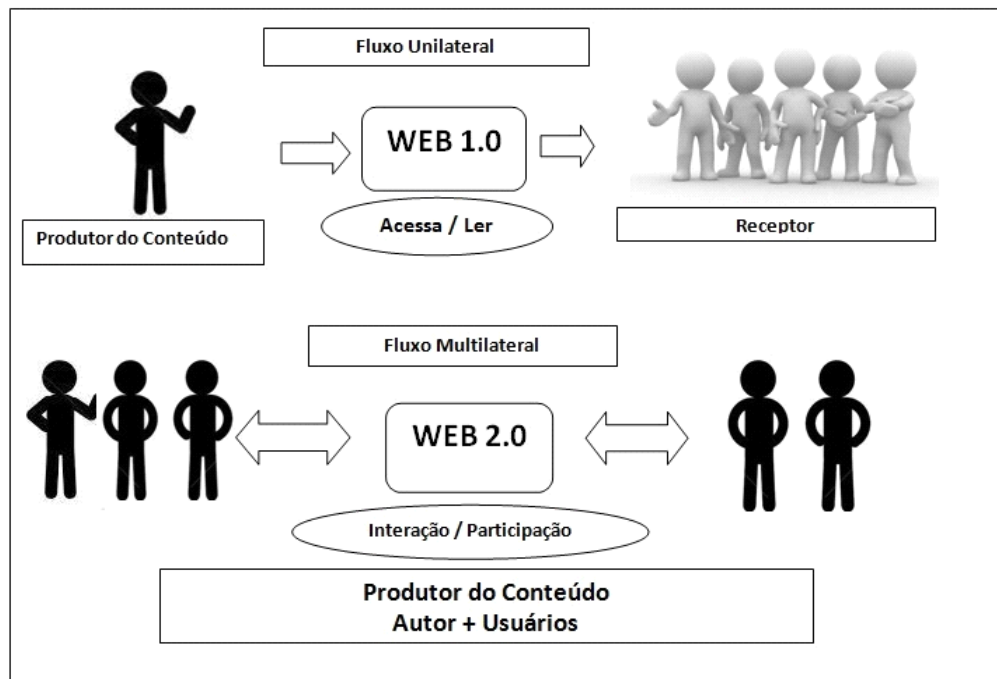 Fluxo Unilateral
WEB 1.0
Acessa / Ler
Produtor do Conteúdo
Receptor
Fluxo Multilateral
WEB 2.0
Interação / Participação
Produtor do Conteúdo
Autor + Usuários